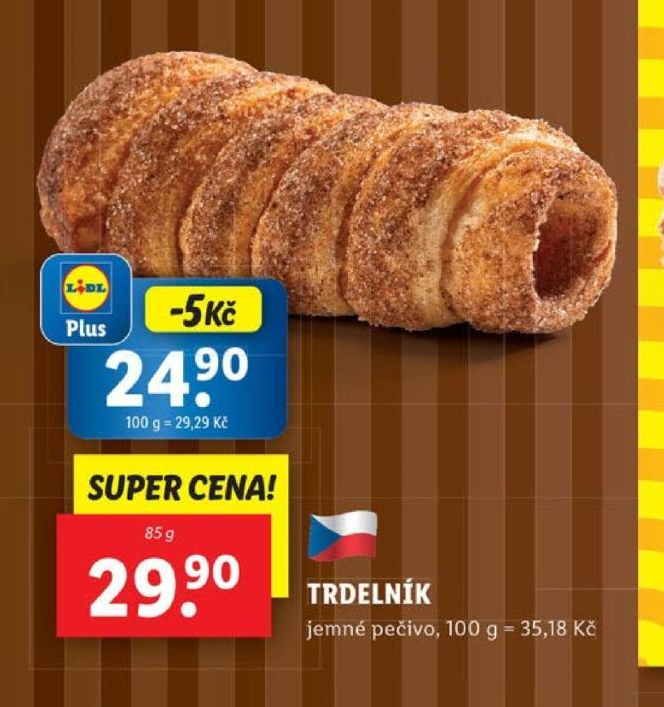 LIDL
Plus
-5Kč
24.90
100 g = 29,29 Kč
SUPER CENA!
85 g
29.90
TRDELNÍK
jemné pečivo, 100 g = 35,18 Kč